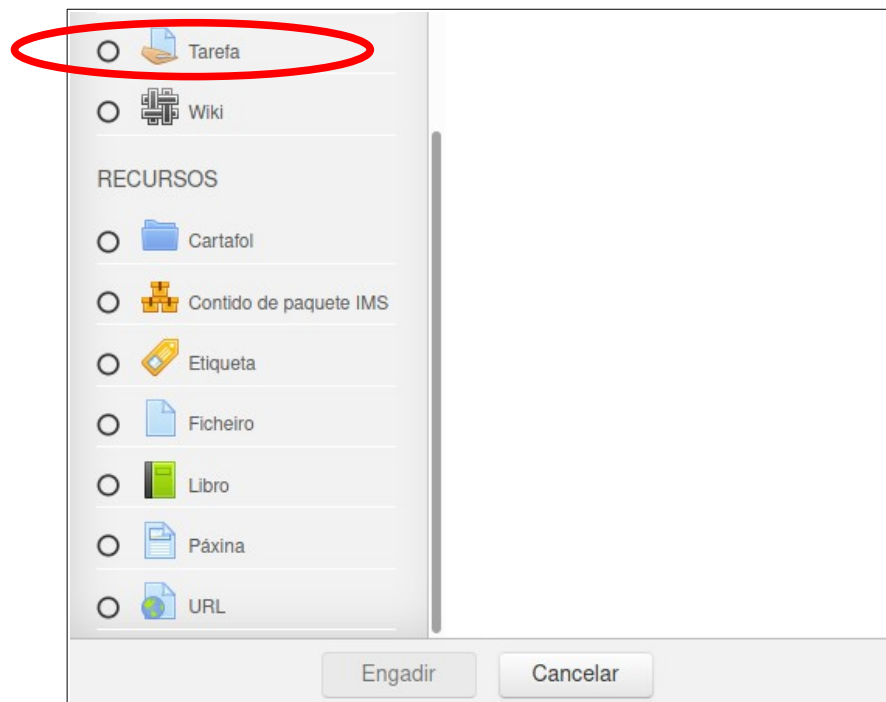 Tarefa
Wiki
RECURSOS
Cartafol
Contido de paquete IMS
Etiqueta
Ficheiro
Libro
Páxina
URL
Engadir
Cancelar